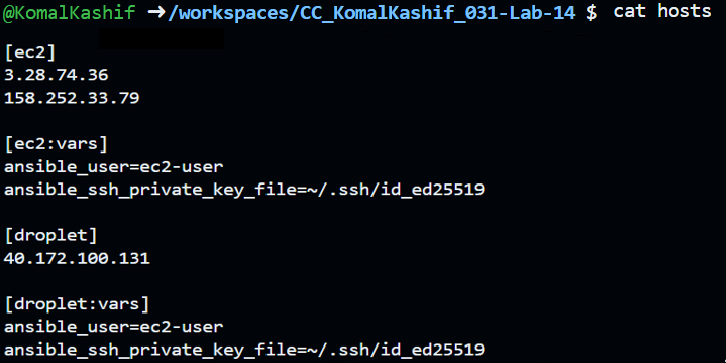 @KomalKashif ➜/workspaces/CC_KomalKashif_031-Lab-14 $ cat hosts
[ec2]
3.28.74.36
158.252.33.79
[ec2:vars]
ansible_user=ec2-user
ansible_ssh_private_key_file=~/.ssh/id_ed25519
[droplet]
40.172.100.131
[droplet:vars]
ansible_user=ec2-user
ansible_ssh_private_key_file=~/.ssh/id_ed25519